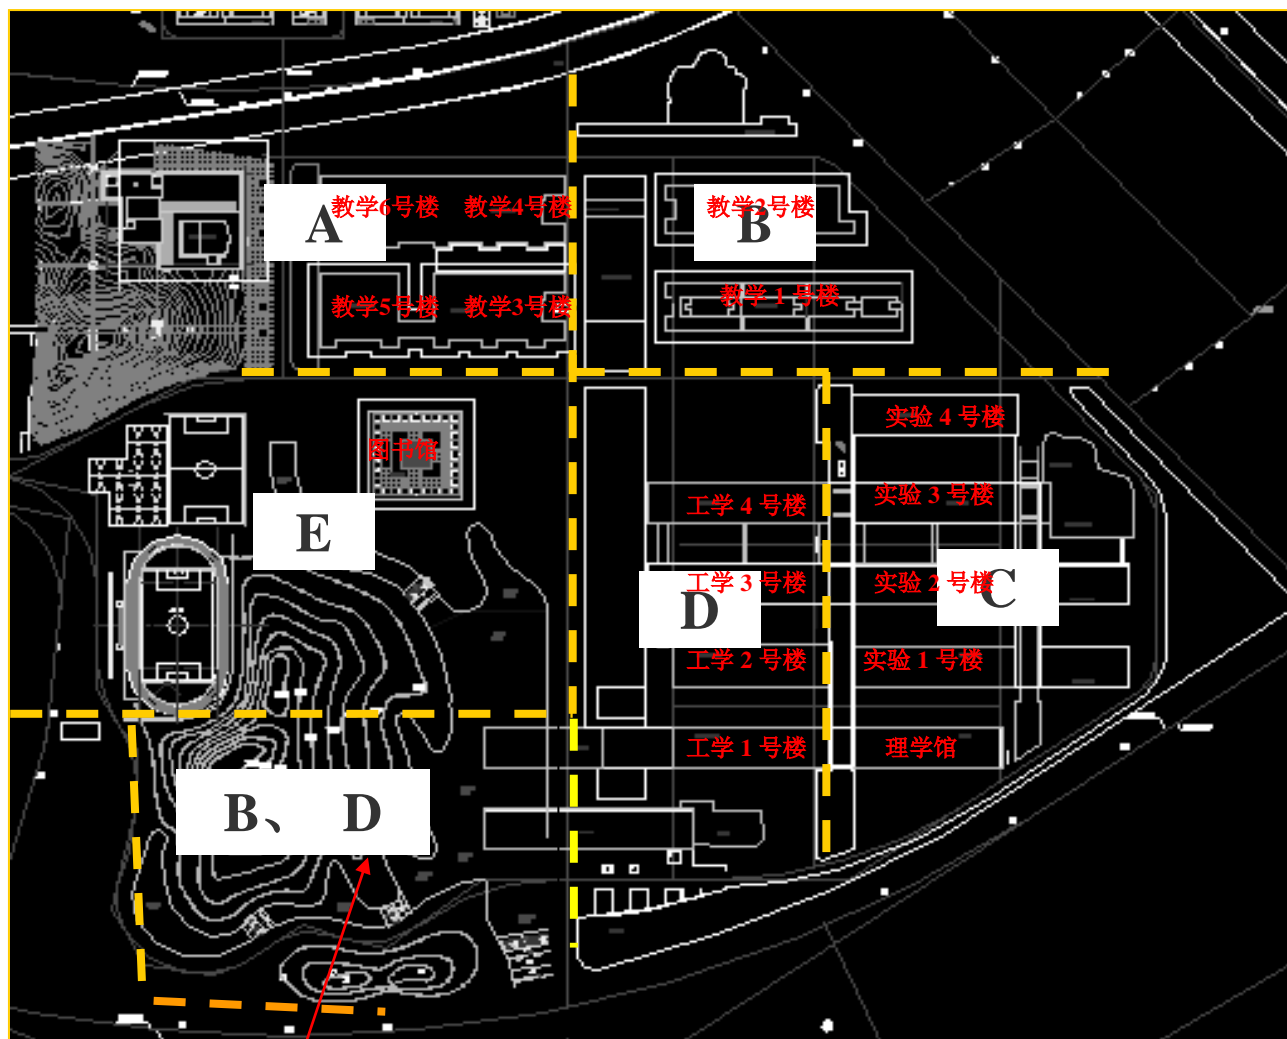 教学6号楼
教学4号楼
教学2号楼
A
B
教学5号楼
教学3号楼
教学 1 号楼
实验 4 号楼
图书馆
工学 4 号楼
实验 3 号楼
E
工学 3 号楼
实验 2 号楼
D
C
工学 2 号楼
实验 1 号楼
工学 1 号楼
理学馆
B、 D